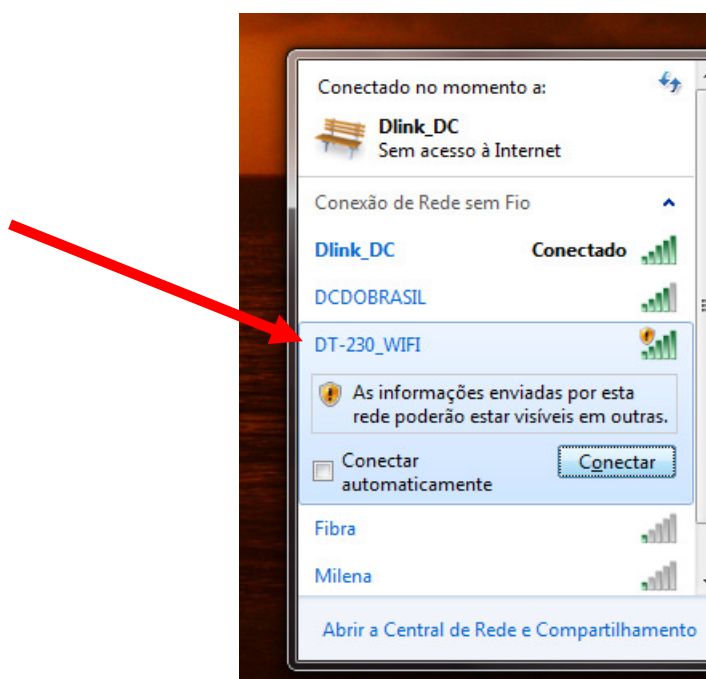 Conectado no momento a:
Dlink_DC
Sem acesso à Internet
Conexão de Rede sem Fio
Dlink_DC Conectado
DCDOBRASIL
DT-230_WIFI
As informações enviadas por esta
rede poderão estar visíveis em outras.
Conectar
automaticamente
Conectar
Fibra
Milena
Abrir a Central de Rede e Compartilhamento